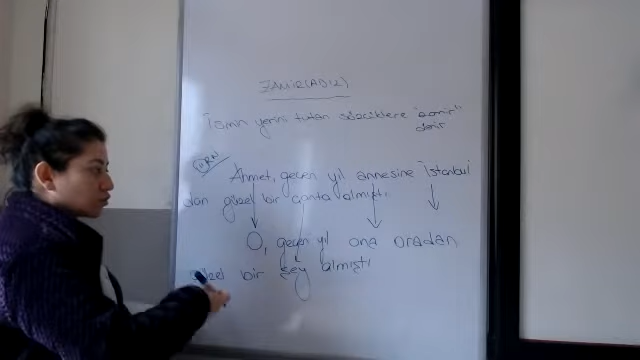 ZAMİR (ADIL)
İsmin yerini tutan sözcüklere "zamir"
denir
ÖRN/
Ahmet, geçen yıl annesine İstanbul
dan güzel bir çanta almıştı.
O, geçen yıl ona oradan
güzel bir şey almıştı